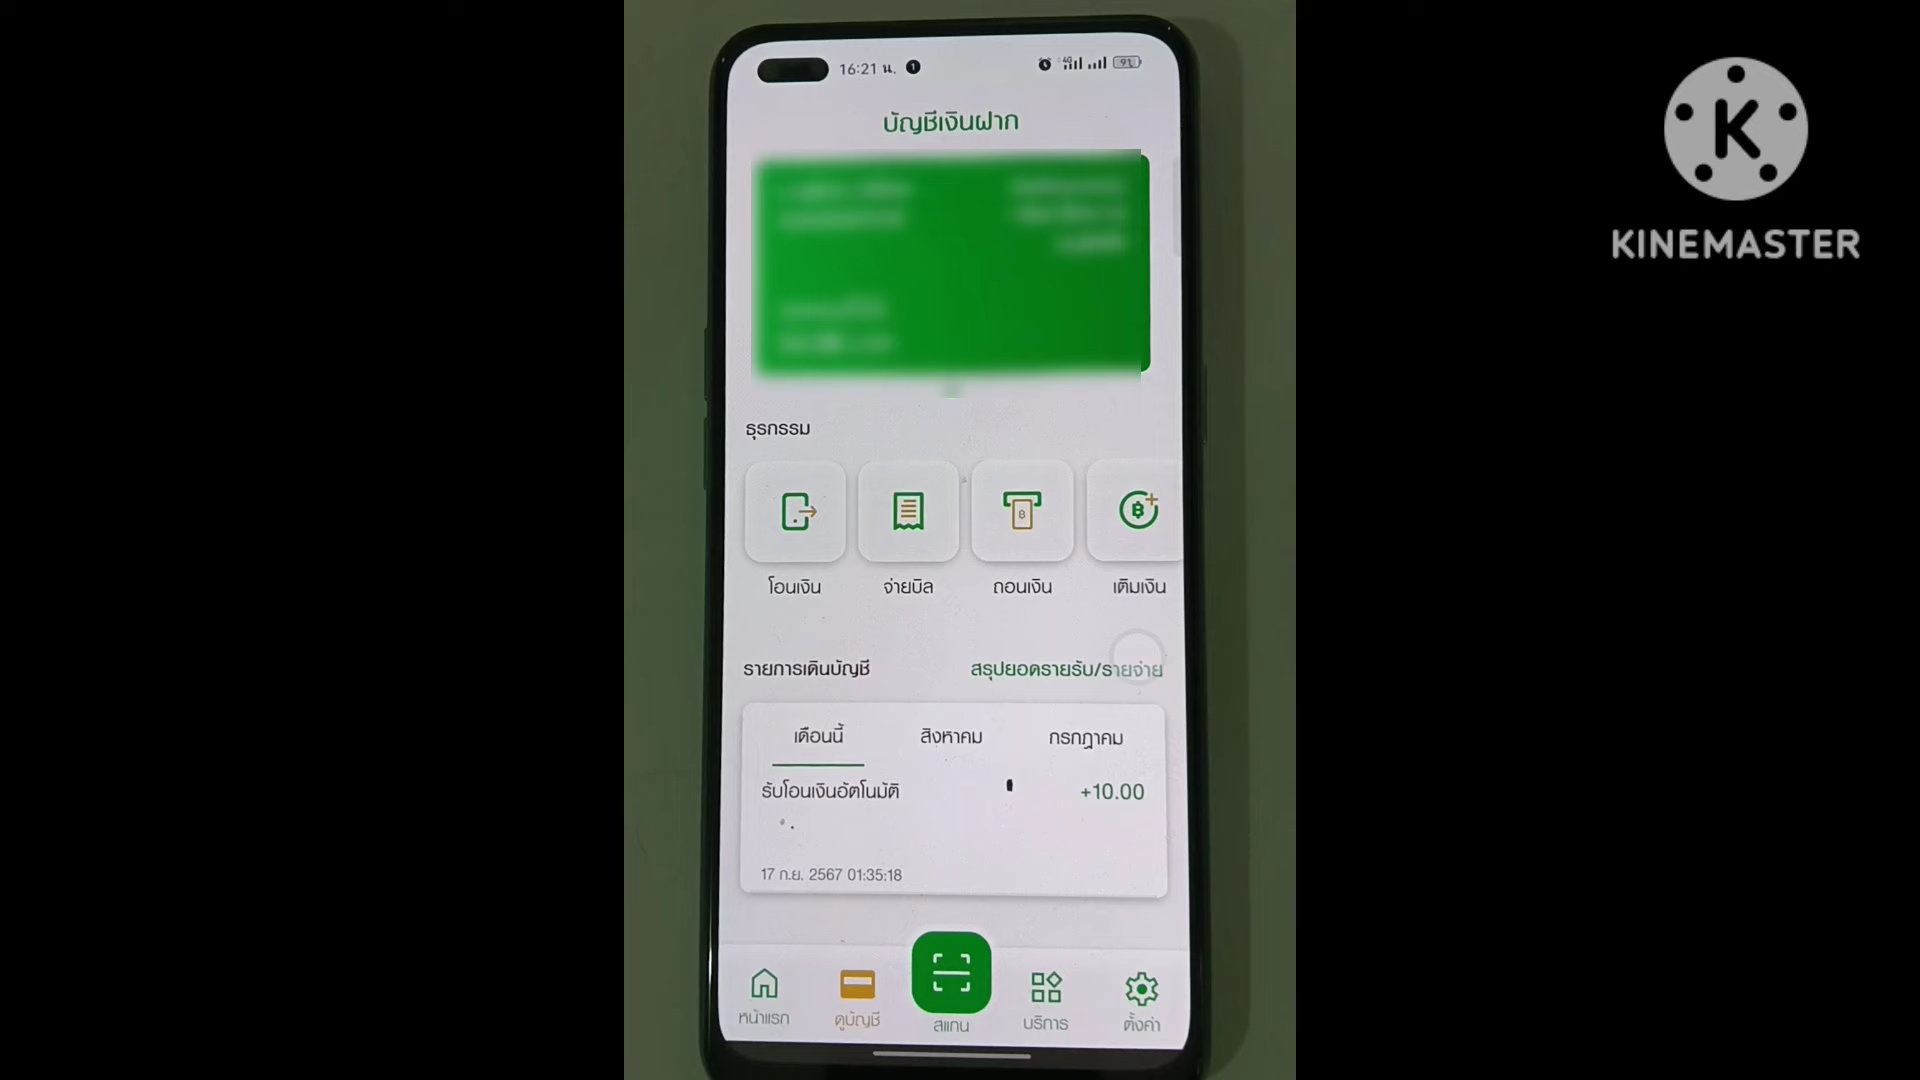 16:21 น.
1
4G
91
บัญชีเงินฝาก
ธุรกรรม
โอนเงิน
จ่ายบิล
ถอนเงิน
เติมเงิน
รายการเดินบัญชี
สรุปยอดรายรับ/รายจ่าย
เดือนนี้
สิงหาคม
กรกฎาคม
รับโอนเงินอัตโนมัติ
+10.00
17 ก.ย. 2567 01:35:18
หน้าแรก
ดูบัญชี
สแกน
บริการ
ตั้งค่า
K
KINEMASTER